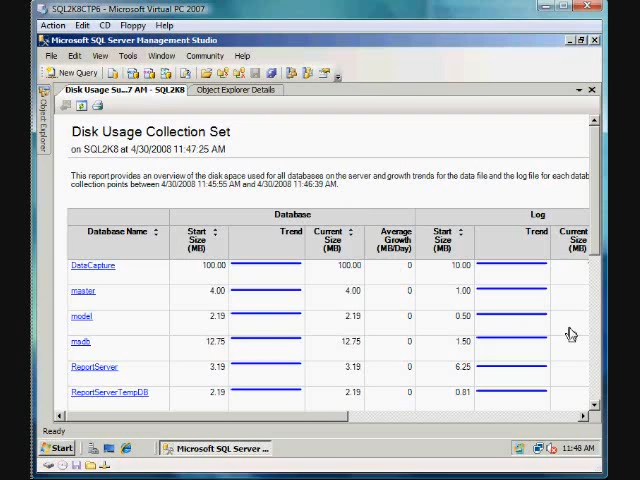 SQL2K8CTP6 - Microsoft Virtual PC 2007
Action Edit CD Floppy Help
Microsoft SQL Server Management Studio
File Edit View Tools Window Community Help
New Query
Disk Usage Su...7 AM - SQL2K8 Object Explorer Details
Object Explorer
Disk Usage Collection Set
on SQL2K8 at 4/30/2008 11:47:25 AM
This report provides an overview of the disk space used for all databases on the server and growth trends for the data file and the log file for each datab
collection points between 4/30/2008 11:45:55 AM and 4/30/2008 11:46:39 AM.
Database Log
Database Name Start Size (MB) Trend Current Size (MB) Average Growth (MB/Day) Start Size (MB) Trend Current Size (MB)
DataCapture 100.00 100.00 0 10.00
master 4.00 4.00 0 1.00
model 2.19 2.19 0 0.50
msdb 12.75 12.75 0 1.50
ReportServer 3.19 3.19 0 6.25
ReportServerTempDB 2.19 2.19 0 0.81
Ready
Start Microsoft SQL Server ... 11:48 AM